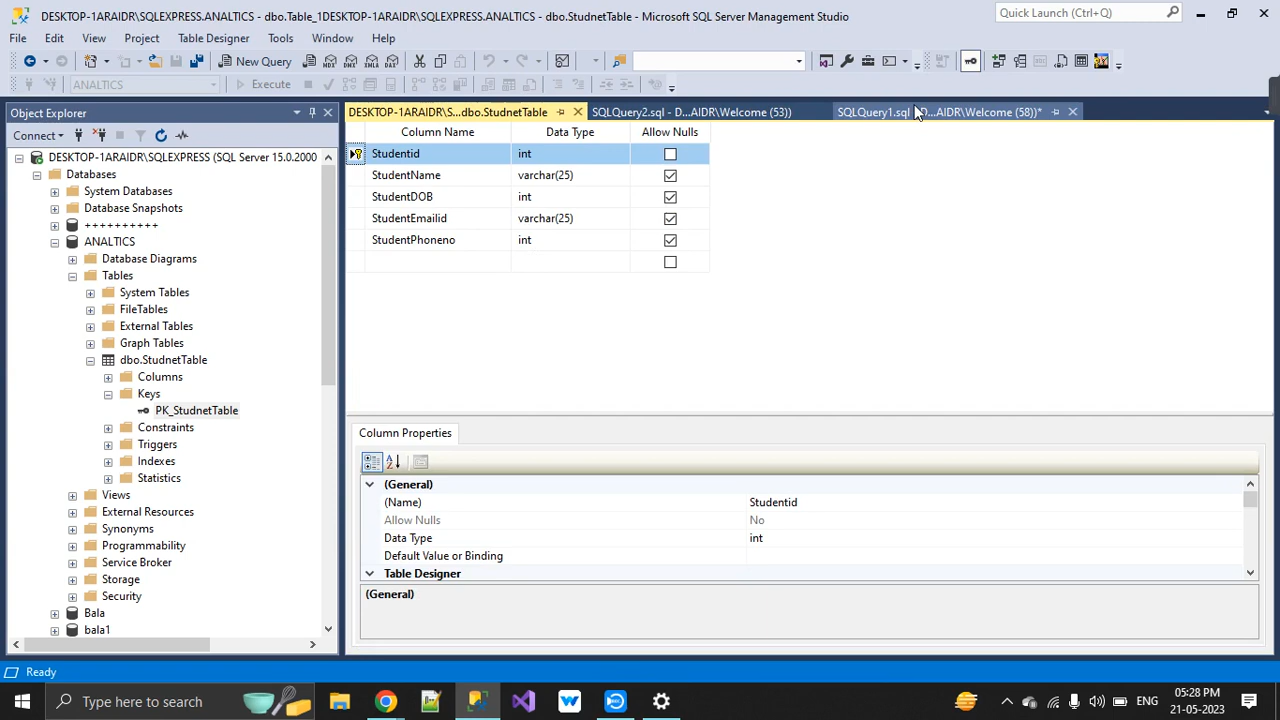 DESKTOP-1ARAIDR\SQLEXPRESS.ANALTICS - dbo.Table_1DESKTOP-1ARAIDR\SQLEXPRESS.ANALTICS - dbo.StudnetTable - Microsoft SQL Server Management Studio
Quick Launch (Ctrl+Q)
File Edit View Project Table Designer Tools Window Help
New Query
MDX DMX XMLA DAX
ANALTICS
Execute
Object Explorer
DESKTOP-1ARAIDR\S...dbo.StudnetTable
SQLQuery2.sql - D...AIDR\Welcome (53))
SQLQuery1.sql D...AIDR\Welcome (58))*
Connect
DESKTOP-1ARAIDR\SQLEXPRESS (SQL Server 15.0.2000
Databases
System Databases
Database Snapshots
++++++++++
ANALTICS
Database Diagrams
Tables
System Tables
FileTables
External Tables
Graph Tables
dbo.StudnetTable
Columns
Keys
PK_StudnetTable
Constraints
Triggers
Indexes
Statistics
Views
External Resources
Synonyms
Programmability
Service Broker
Storage
Security
Bala
bala1
Column Name Data Type Allow Nulls
Studentid int
StudentName varchar(25)
StudentDOB int
StudentEmailid varchar(25)
StudentPhoneno int
Column Properties
(General)
(Name) Studentid
Allow Nulls No
Data Type int
Default Value or Binding
Table Designer
(General)
Ready
Type here to search
ENG
05:28 PM
21-05-2023